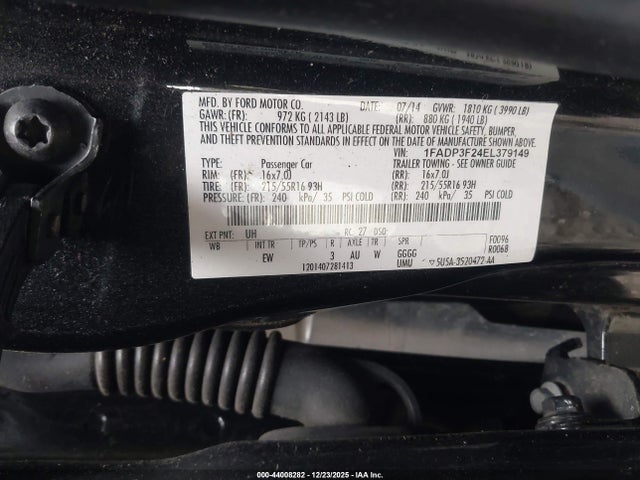 MFD. BY FORD MOTOR CO. DATE: 07/14 GVWR: 1810 KG ( 3990 LB)
GAWR: (FR): 972 KG ( 2143 LB) (RR): 880 KG ( 1940 LB)
THIS VEHICLE CONFORMS TO ALL APPLICABLE FEDERAL MOTOR VEHICLE SAFETY, BUMPER,
AND THEFT PREVENTION STANDARDS IN EFFECT ON THE DATE OF MANUFACTURE SHOWN ABOVE.
VIN: 1FADP3F24EL379149
TYPE: Passenger Car TRAILER TOWING - SEE OWNER GUIDE
RIM: (FR): 16x7.0J (RR): 16x7.0J
TIRE: (FR): 215/55R16 93H (RR): 215/55R16 93H
PRESSURE: (FR): 240 kPa/ 35 PSI COLD (RR): 240 kPa/ 35 PSI COLD
EXT PNT: UH RC: 27 DSO: F0096
WB INT TR TP/PS R AXLE TR SPR R0068
EW 3 AU W GGGG
1201407281413 UMU ▽5U5A-3520472-AA
000-44008282 - 12/23/2025 - IAA Inc.